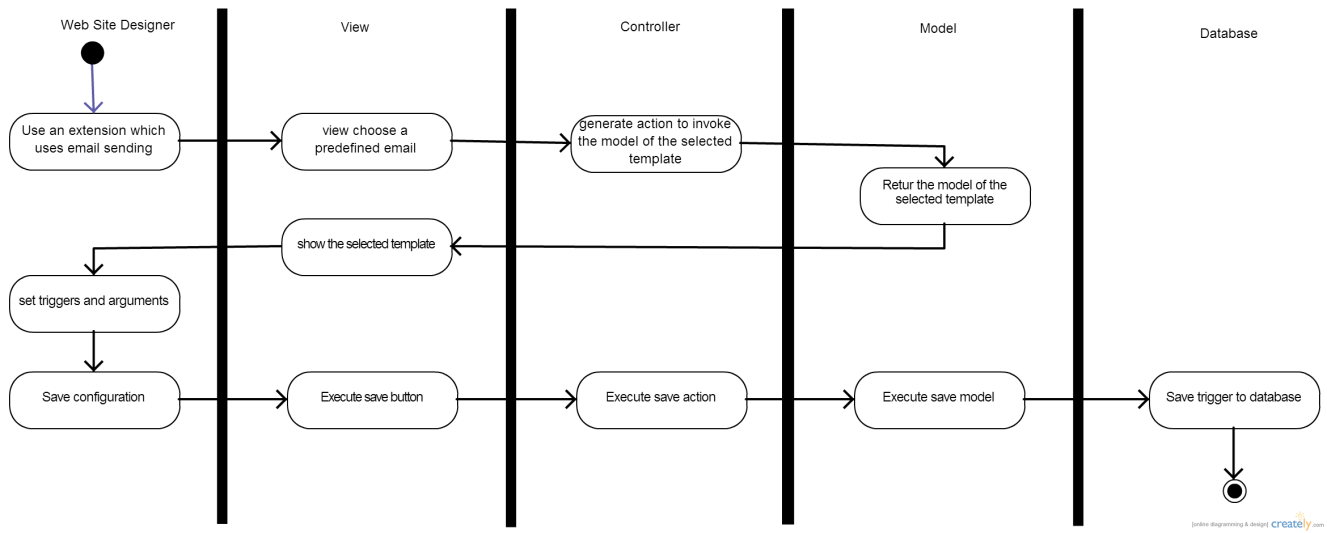 Web Site Designer
View
Controller
Model
Database
Use an extension which
uses email sending
view choose a
predefined email
generate action to invoke
the model of the selected
template
Retur the model of the
selected template
show the selected template
set triggers and arguments
Save configuration
Execute save button
Execute save action
Execute save model
Save trigger to database
[online diagramming & design] creately.com